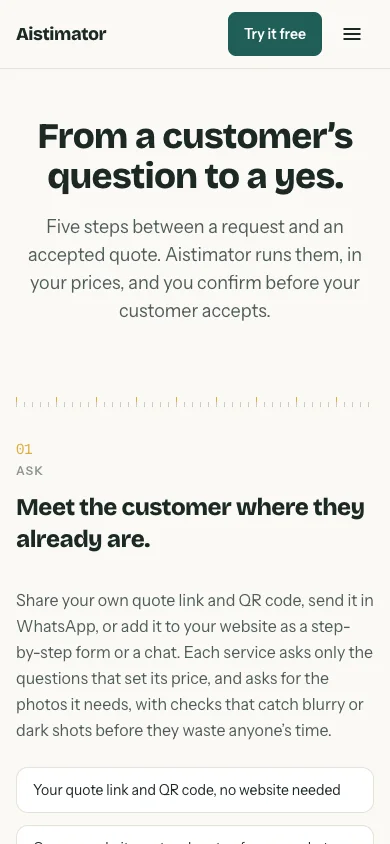 Aistimator
Try it free
From a customer’s
question to a yes.
Five steps between a request and an
accepted quote. Aistimator runs them, in
your prices, and you confirm before your
customer accepts.
01
ASK
Meet the customer where they
already are.
Share your own quote link and QR code, send it in
WhatsApp, or add it to your website as a step-
by-step form or a chat. Each service asks only the
questions that set its price, and asks for the
photos it needs, with checks that catch blurry or
dark shots before they waste anyone’s time.
Your quote link and QR code, no website needed